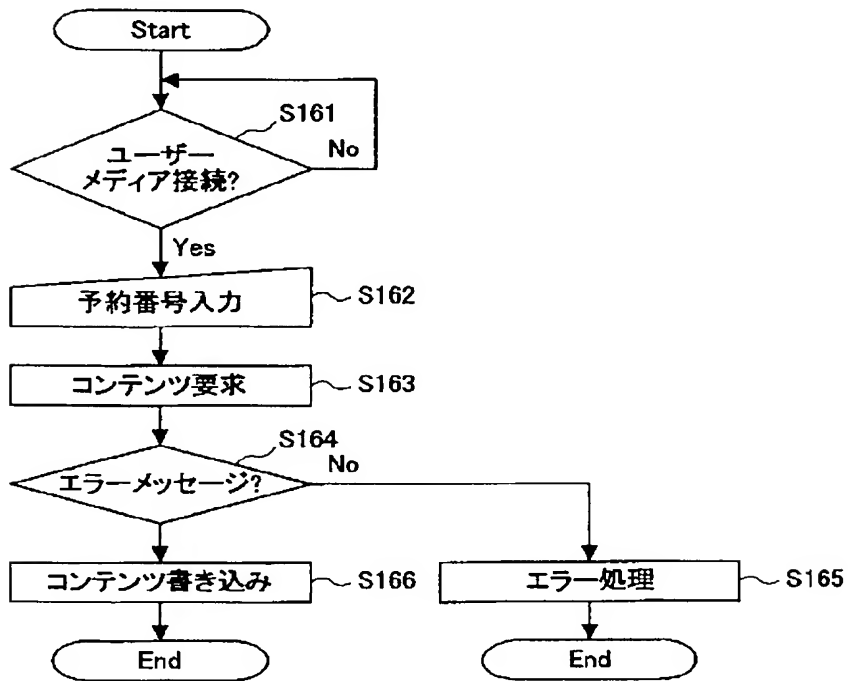 Start
S161
ユーザー
メディア接続?
No
Yes
予約番号入力
S162
コンテンツ要求
S163
S164
エラーメッセージ?
No
コンテンツ書き込み
S166
エラー処理
S165
End
End